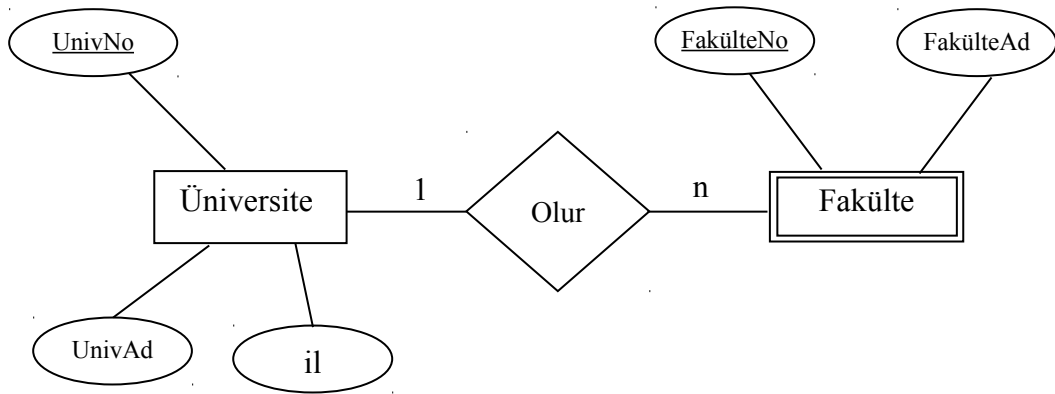 UnivNo
FakülteNo
FakülteAd
Üniversite
1
Olur
n
Fakülte
UnivAd
il